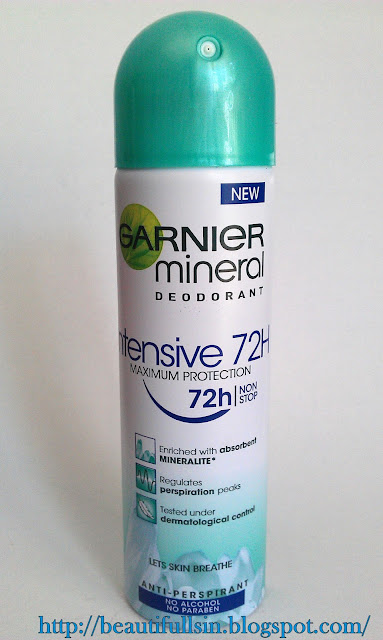 NEW
GARNIER
mineral
DEODORANT
ntensive 72H
MAXIMUM PROTECTION
72h NON
STOP
Enriched with absorbent
MINERALITE*
Regulates
perspiration peaks
Tested under
dermatological control
LETS SKIN BREATHE
ANTI-PERSPIRANT
NO ALCOHOL
NO PARABEN
http://beautifullsin.blogspot.com/